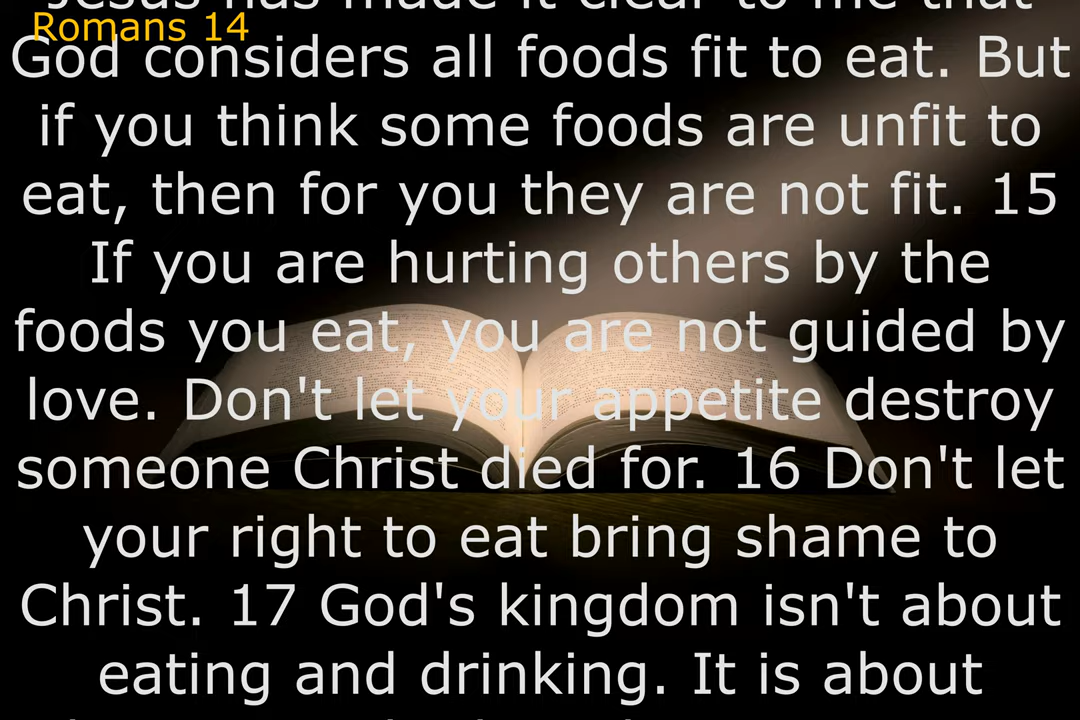 Jesus has made it clear to me that
Romans 14
God considers all foods fit to eat. But
if you think some foods are unfit to
eat, then for you they are not fit. 15
If you are hurting others by the
foods you eat, you are not guided by
love. Don't let your appetite destroy
someone Christ died for. 16 Don't let
your right to eat bring shame to
Christ. 17 God's kingdom isn't about
eating and drinking. It is about